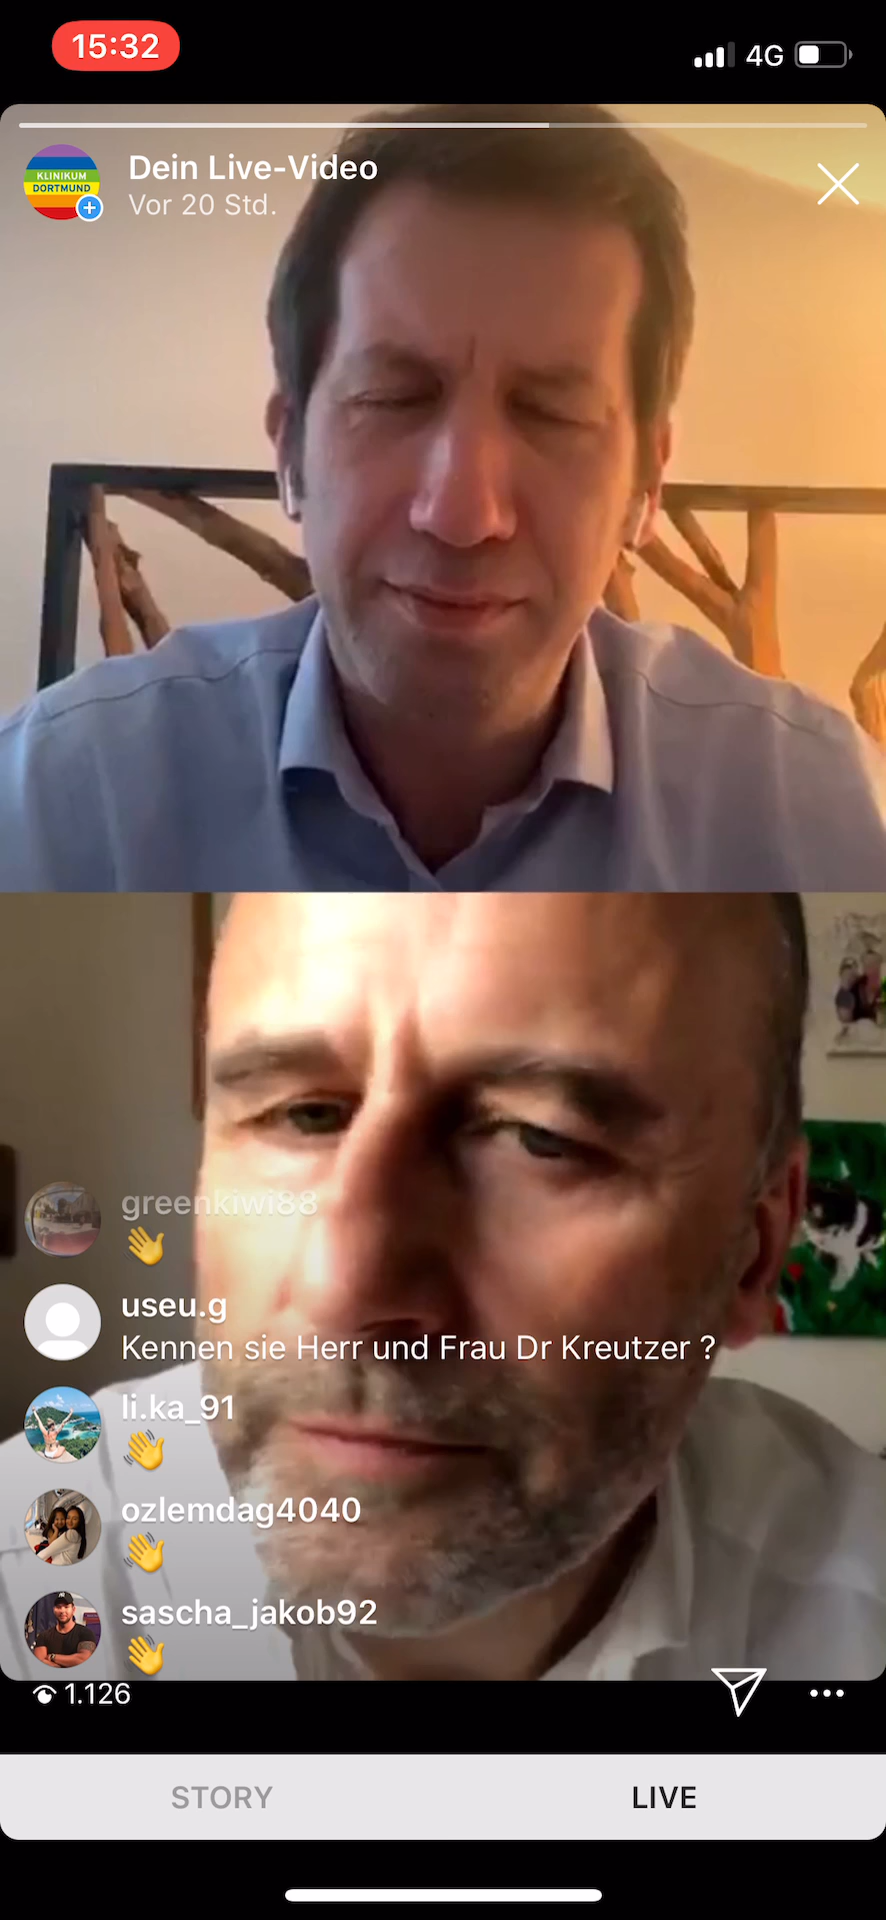 15:32
4G
KLINIKUM
DORTMUND
Dein Live-Video
Vor 20 Std.
greenkiwi88
useu.g
Kennen sie Herr und Frau Dr Kreutzer ?
li.ka_91
ozlemdag4040
sascha_jakob92
1.126
STORY
LIVE